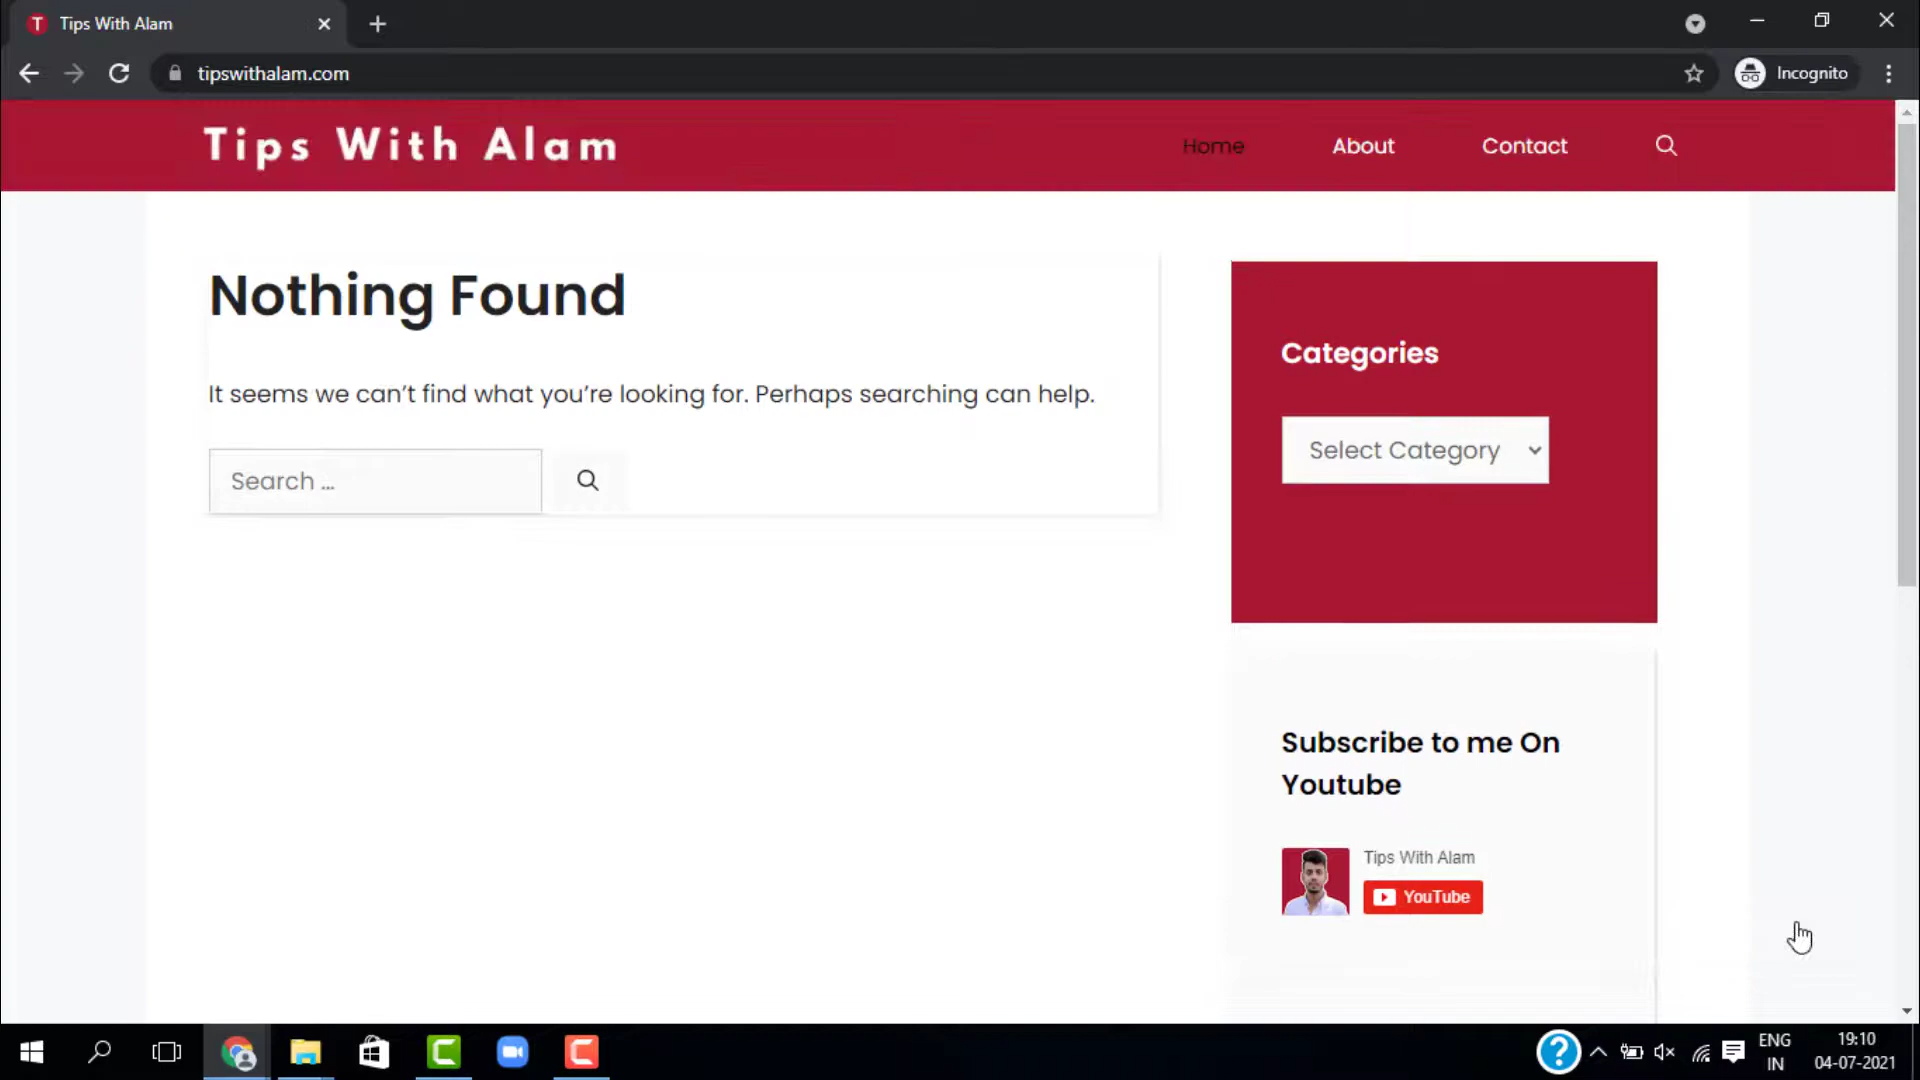 Tips With Alam
tipswithalam.com
Incognito
Tips With Alam
Home
About
Contact
Nothing Found
It seems we can’t find what you’re looking for. Perhaps searching can help.
Search …
Categories
Select Category
Subscribe to me On
Youtube
Tips With Alam
YouTube
ENG
IN
19:10
04-07-2021